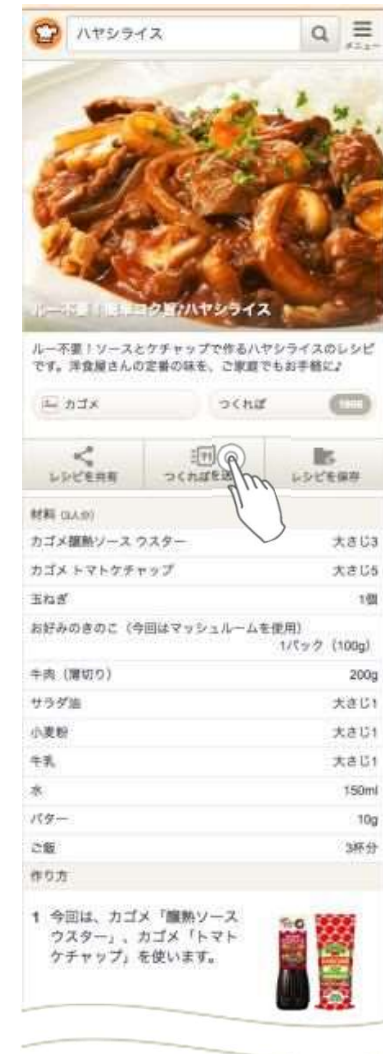 ハヤシライス
メニュー
ルー不要!簡単コク旨♪ハヤシライス
ルー不要!ソースとケチャップで作るハヤシライスのレシピ
です。洋食屋さんの定番の味を、ご家庭でもお手軽に♪
カゴメ
つくれぽ
レシピを共有
つくれぽを送
レシピを保存
材料 (3人分)
カゴメ醸熟ソース ウスター 大さじ3
カゴメ トマトケチャップ 大さじ5
玉ねぎ 1個
お好みのきのこ(今回はマッシュルームを使用)
1パック (100g)
牛肉(薄切り) 200g
サラダ油 大さじ1
小麦粉 大さじ1
牛乳 大さじ1
水 150ml
バター 10g
ご飯 3杯分
作り方
1 今回は、カゴメ「醸熟ソース
ウスター」、カゴメ「トマト
ケチャップ」を使います。